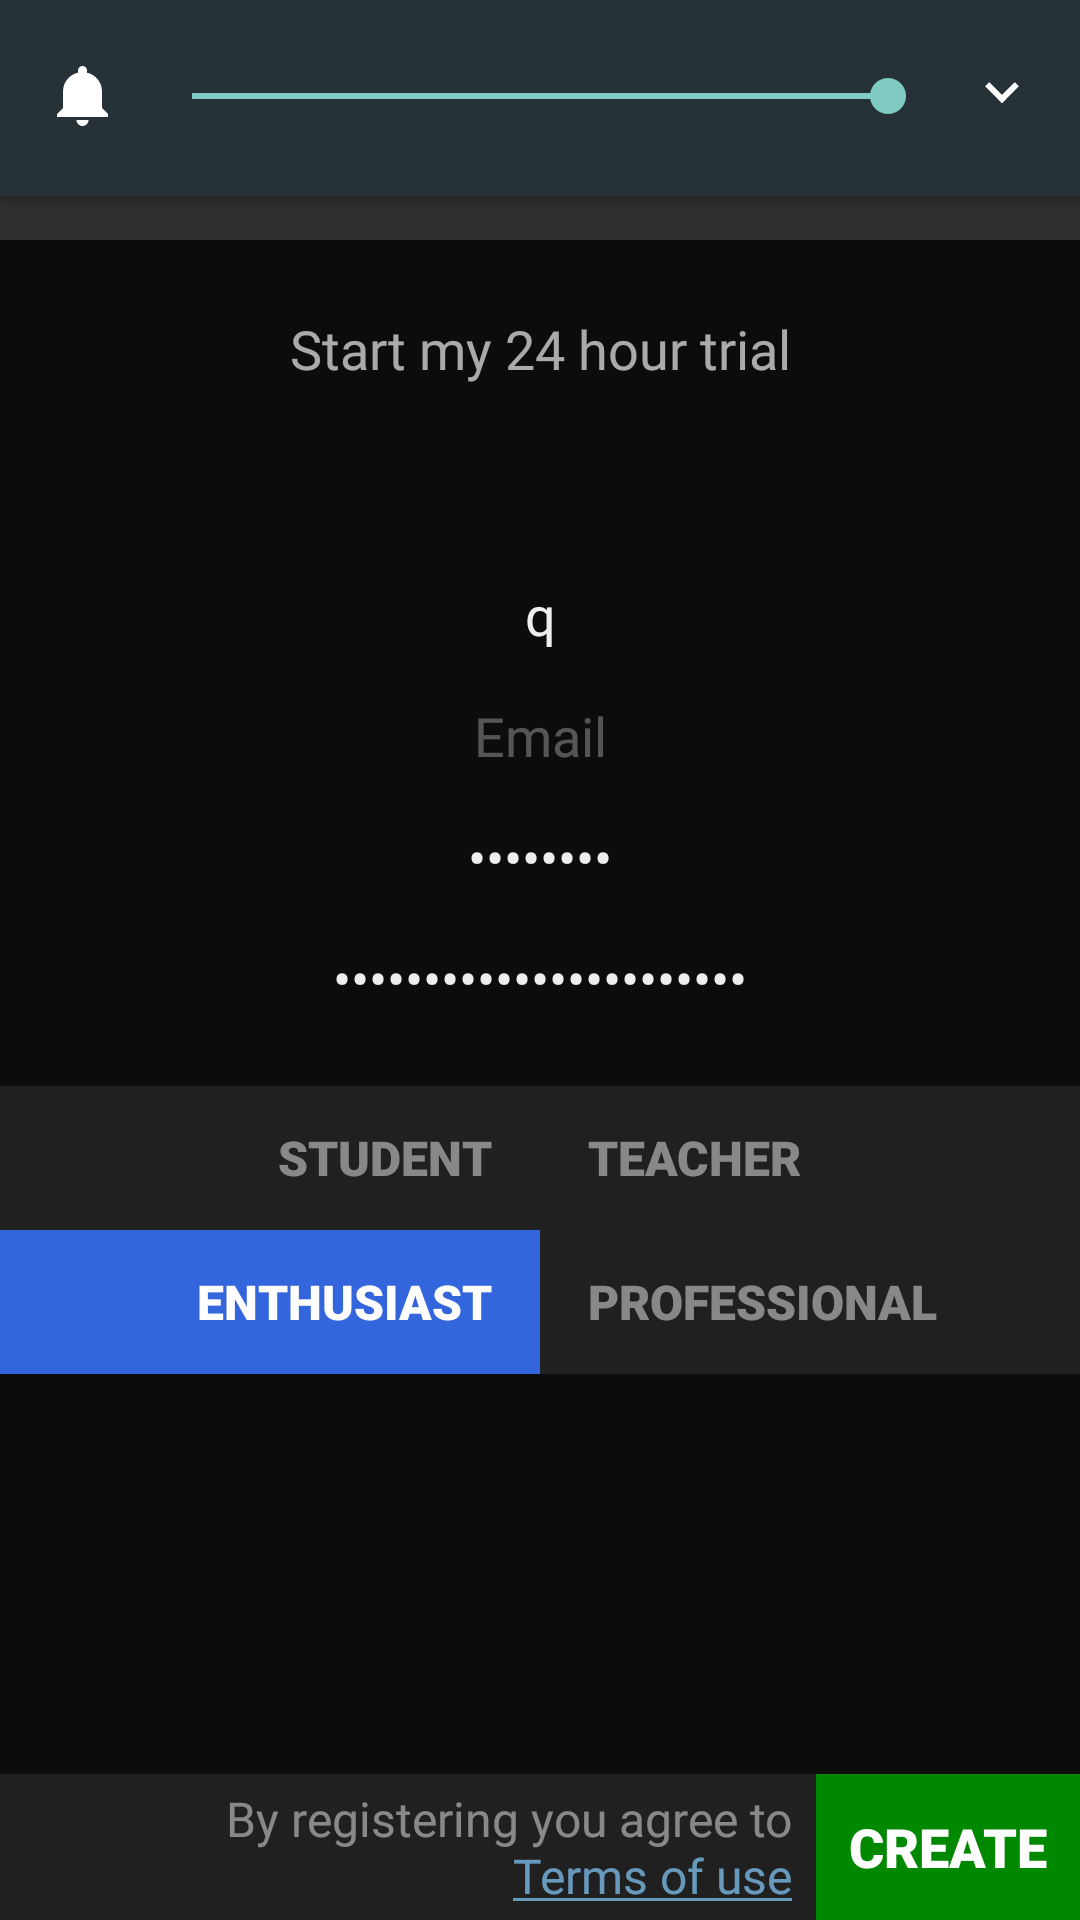 Start my 24 hour trial
q
Email
••••••••
•••••••••••••••••••••••
STUDENT
TEACHER
ENTHUSIAST
PROFESSIONAL
By registering you agree to
Terms of use
CREATE